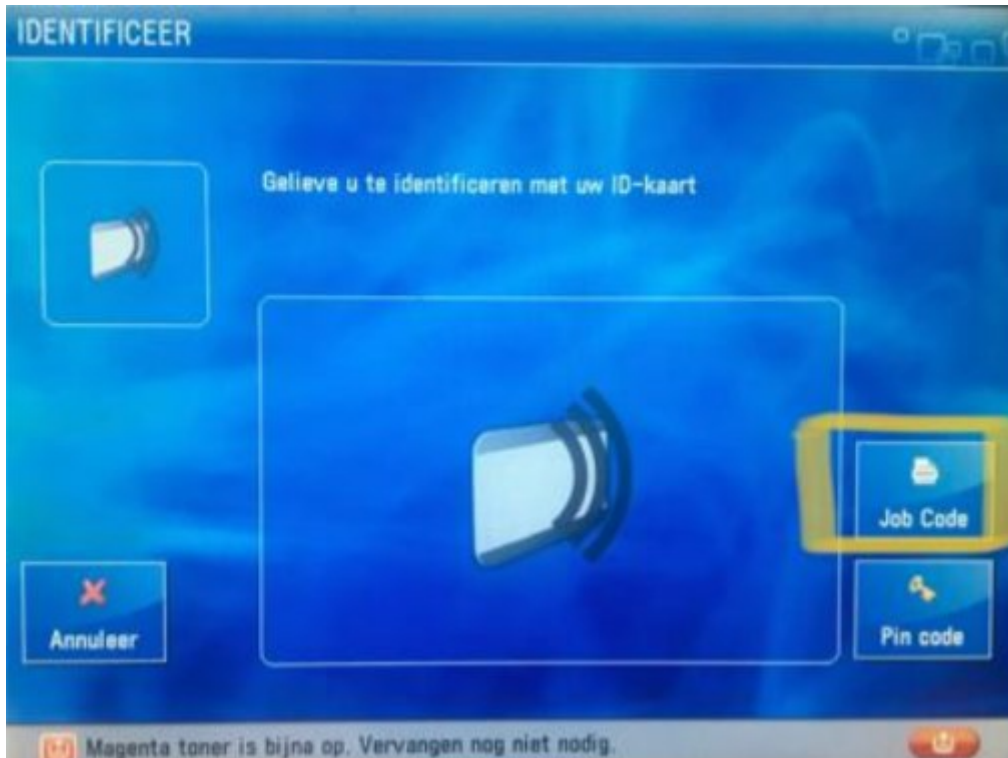 IDENTIFICEER
Gelieve u te identificeren met uw ID-kaart
Job Code
Annuleer
Pin code
Magenta toner is bijna op. Vervangen nog niet nodig.